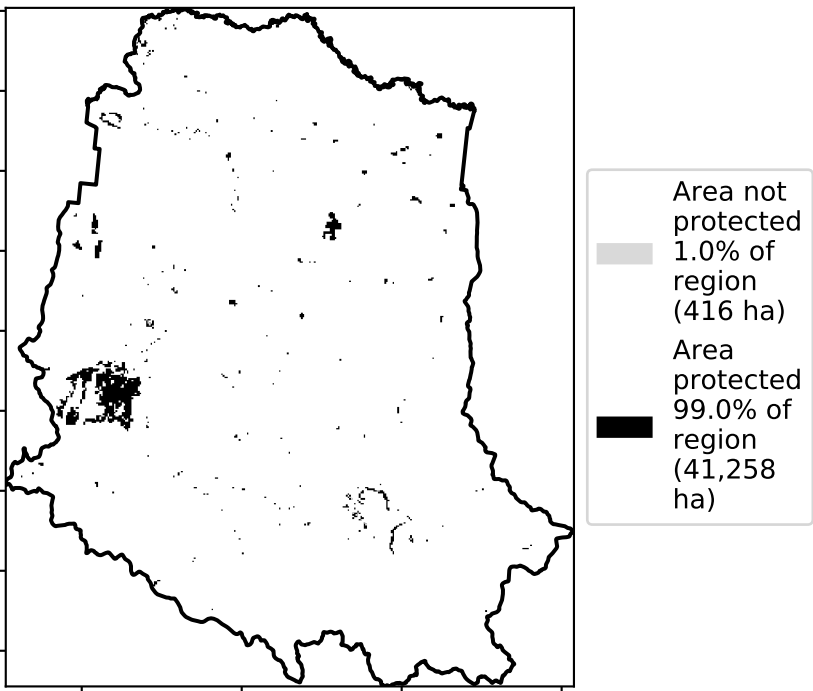 Area not
protected
1.0% of
region
(416 ha)
Area
protected
99.0% of
region
(41,258
ha)